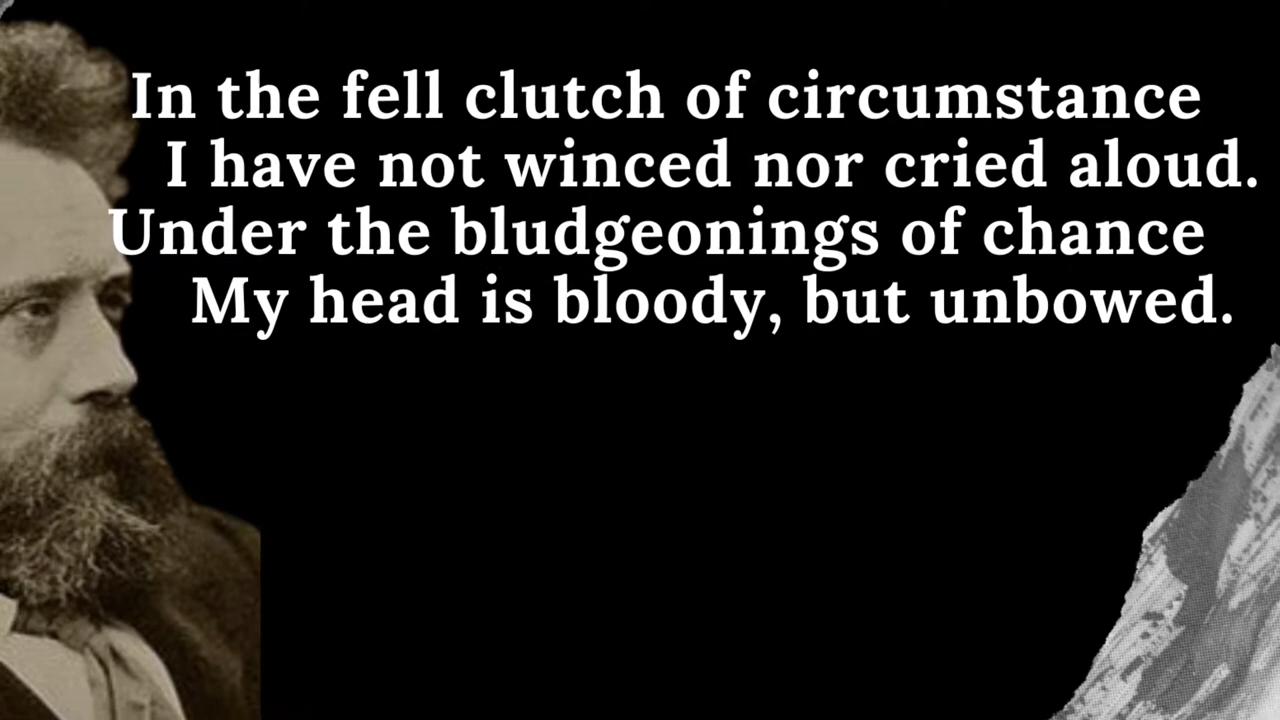 In the fell clutch of circumstance
I have not winced nor cried aloud.
Under the bludgeonings of chance
My head is bloody, but unbowed.